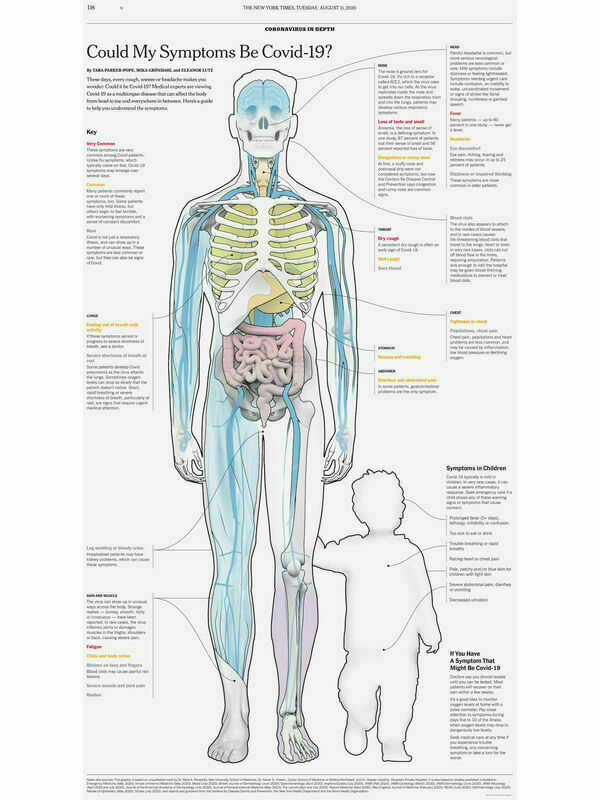 D8
THE NEW YORK TIMES, TUESDAY, AUGUST 11, 2020
CORONAVIRUS IN DEPTH
Could My Symptoms Be Covid-19?
By TARA PARKER-POPE, MIKA GRÖNDAHL and ELEANOR LUTZ
These days, every cough, sneeze or headache makes you
wonder: Could it be Covid-19? Medical experts are viewing
Covid-19 as a multiorgan disease that can affect the body
from head to toe and everywhere in between. Here's a guide
to help you understand the symptoms.
Key
Very Common
These symptoms are very
common among Covid patients.
Unlike flu symptoms, which
typically come on fast, Covid-19
symptoms may emerge over
several days.
Common
Many patients commonly report
one or more of these
symptoms, too. Some patients
have only mild illness, but
others begin to feel terrible,
with worsening symptoms and a
sense of constant discomfort.
Rare
Covid is not just a respiratory
illness, and can show up in a
number of unusual ways. These
symptoms are less common or
rare, but they can also be signs
of Covid.
LUNGS
Feeling out of breath with
activity
If these symptoms persist or
progress to severe shortness of
breath, see a doctor.
Severe shortness of breath at
rest
Some patients develop Covid
pneumonia as the virus attacks
the lungs. Sometimes oxygen
levels can drop so slowly that the
patient doesn't notice. Short,
rapid breathing or severe
shortness of breath, particularly at
rest, are signs that require urgent
medical attention.
Leg swelling or bloody urine
Hospitalized patients may have
kidney problems, which can cause
these symptoms.
SKIN AND MUSCLE
The virus can show up in unusual
ways across the body. Strange
rashes — bumpy, smooth, itchy
or innocuous — have been
reported. In rare cases, the virus
inflames joints or damages
muscles in the thighs, shoulders
or back, causing severe pain.
Fatigue
Chills and body aches
Blisters on toes and fingers
Blood clots may cause painful red
lesions.
Severe muscle and joint pain
Rashes
NOSE
The nose is ground zero for
Covid-19. It's rich in a receptor
called ACE2, which the virus uses
to get into our cells. As the virus
replicates inside the nose and
spreads down the respiratory tract
and into the lungs, patients may
develop various respiratory
symptoms.
Loss of taste and smell
Anosmia, the loss of sense of
smell, is a defining symptom. In
one study, 87 percent of patients
lost their sense of smell and 56
percent reported loss of taste.
Congestion or runny nose
At first, a stuffy nose and
postnasal drip were not
considered symptoms, but now
the Centers for Disease Control
and Prevention says congestion
and runny nose are common
signs.
THROAT
Dry cough
A persistent dry cough is often an
early sign of Covid-19.
Wet cough
Sore throat
STOMACH
Nausea and vomiting
ABDOMEN
Diarrhea and abdominal pain
In some patients, gastrointestinal
problems are the only symptom.
HEAD
Painful headache is common, but
more serious neurological
problems are less common or
rare. Mild symptoms include
dizziness or feeling lightheaded.
Symptoms needing urgent care
include confusion, an inability to
wake, uncoordinated movement
or signs of stroke like facial
drooping, numbness or garbled
speech.
Fever
Many patients — up to 60
percent in one study — never get
a fever.
Headache
Eye discomfort
Eye pain, itching, tearing and
redness may occur in up to 25
percent of patients.
Dizziness or impaired thinking
These symptoms are more
common in older patients.
Blood clots
The virus also appears to attach
to the insides of blood vessels,
and in rare cases causes
life-threatening blood clots that
travel to the lungs, heart or brain.
In very rare cases, clots can cut
off blood flow in the limbs,
requiring amputation. Patients
sick enough to visit the hospital
may be given blood-thinning
medications to prevent or treat
blood clots.
CHEST
Tightness in chest
Palpitations, chest pain
Chest pain, palpitations and heart
problems are less common, and
may be caused by inflammation,
low blood pressure or declining
oxygen.
Symptoms in Children
Covid-19 typically is mild in
children. In very rare cases, it can
cause a severe inflammatory
response. Seek emergency care if a
child shows any of these warning
signs or symptoms that cause
concern.
Prolonged fever (5+ days),
lethargy, irritability or confusion
Too sick to eat or drink
Trouble breathing or rapid
breaths
Racing heart or chest pain
Pale, patchy and/or blue skin for
children with light skin
Severe abdominal pain, diarrhea
or vomiting
Decreased urination
If You Have
A Symptom That
Might Be Covid-19
Doctors say you should isolate
until you can be tested. Most
patients will recover on their
own within a few weeks.
It's a good idea to monitor
oxygen levels at home with a
pulse oximeter. Pay close
attention to symptoms during
days five to 10 of the illness,
when oxygen levels may drop to
dangerously low levels.
Seek medical care at any time if
you experience trouble
breathing, any concerning
symptom or take a turn for the
worse.